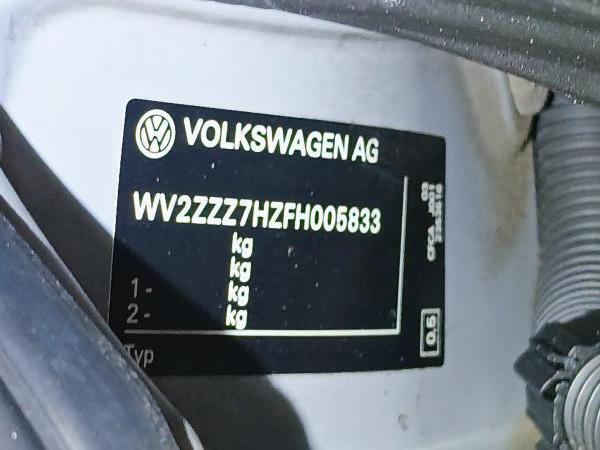 VOLKSWAGEN AG
WV2ZZZ7HZFH005833
kg
kg
1 - kg
2 - kg
Typ
0.5